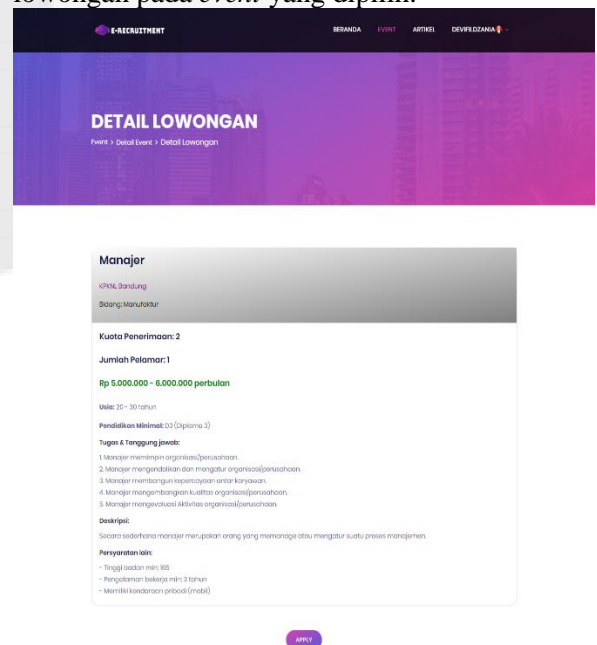 lowongan pada event yang dipilih.
E-RECRUITMENT
BERANDA EVENT ARTIKEL DEVIFILDZANIA
DETAIL LOWONGAN
Event > Detail Event > Detail Lowongan
Manajer
KPKNL Bandung
Bidang: Manufaktur
Kuota Penerimaan: 2
Jumlah Pelamar: 1
Rp 5.000.000 - 6.000.000 perbulan
Usia: 20 - 30 tahun
Pendidikan Minimal: D3 (Diploma 3)
Tugas & Tanggung jawab:
1. Manajer memimpin organisasi/perusahaan.
2. Manajer mengendalikan dan mengatur organisasi/perusahaan.
3. Manajer membangun kepercayaan antar karyawan.
4. Manajer mengembangkan kualitas organisasi/perusahaan.
5. Manajer mengevaluasi Aktivitas organisasi/perusahaan.
Deskripsi:
Secara sederhana manajer merupakan orang yang memanage atau mengatur suatu proses manajemen.
Persyaratan lain:
- Tinggi badan min: 165
- Pengalaman bekerja min: 3 tahun
- Memiliki kendaraan pribadi (mobil)
APPLY